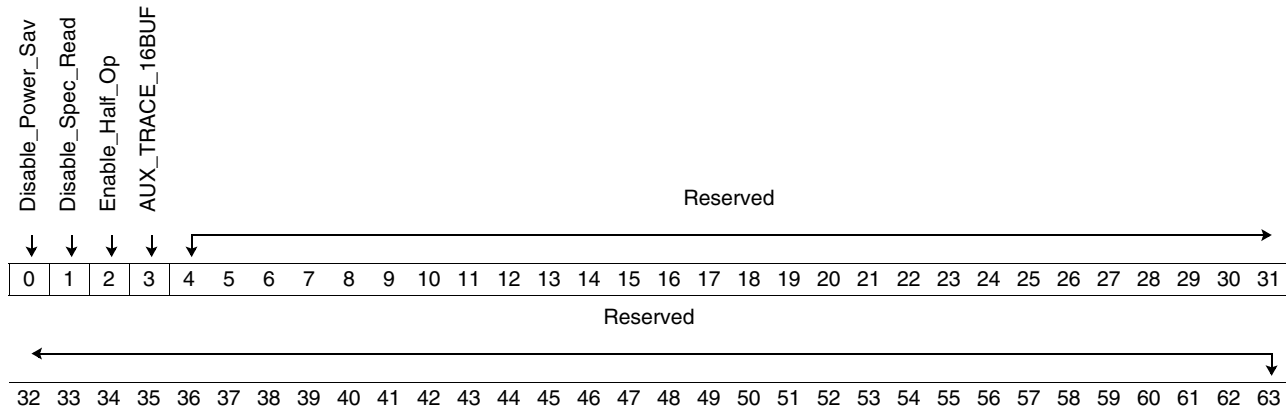 Disable_Power_Sav
Disable_Spec_Read
Enable_Half_Op
AUX_TRACE_16BUF
Reserved
0 1 2 3 4 5 6 7 8 9 10 11 12 13 14 15 16 17 18 19 20 21 22 23 24 25 26 27 28 29 30 31
Reserved
32 33 34 35 36 37 38 39 40 41 42 43 44 45 46 47 48 49 50 51 52 53 54 55 56 57 58 59 60 61 62 63